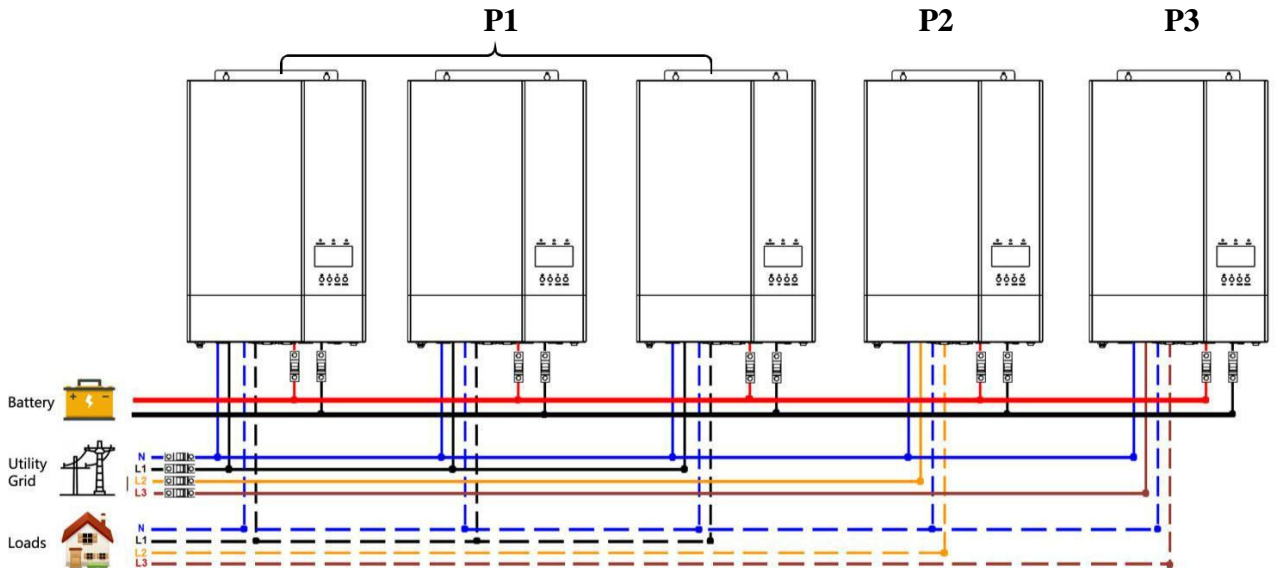 P1 P2 P3
Battery
+ -
Utility
Grid
N
L1
L2
L3
Loads
N
L1
L2
L3